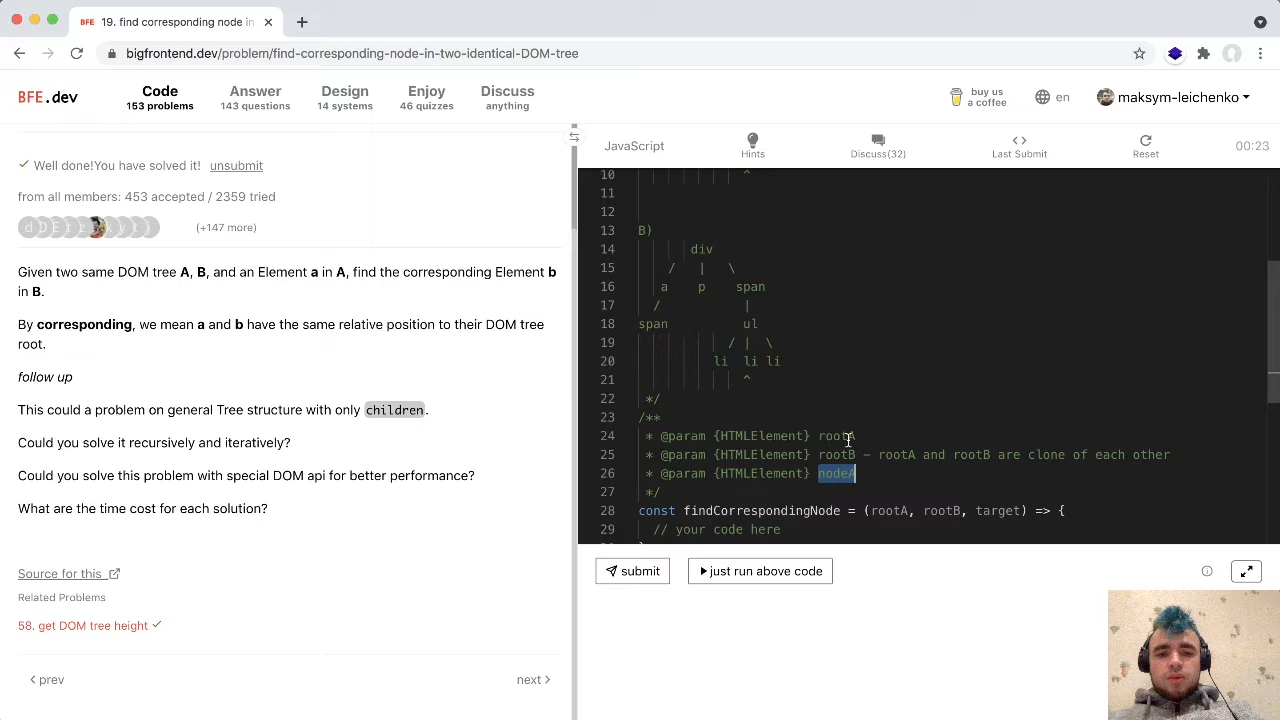 BFE 19. find corresponding node in
bigfrontend.dev/problem/find-corresponding-node-in-two-identical-DOM-tree
BFE.dev
Code
153 problems
Answer
143 questions
Design
14 systems
Enjoy
46 quizzes
Discuss
anything
buy us
a coffee
en
maksym-leichenko
Well done!You have solved it! unsubmit
from all members: 453 accepted / 2359 tried
(+147 more)
Given two same DOM tree A, B, and an Element a in A, find the corresponding Element b
in B.
By corresponding, we mean a and b have the same relative position to their DOM tree
root.
follow up
This could a problem on general Tree structure with only children.
Could you solve it recursively and iteratively?
Could you solve this problem with special DOM api for better performance?
What are the time cost for each solution?
Source for this
Related Problems
58. get DOM tree height
< prev
next >
JavaScript
Hints
Discuss(32)
Last Submit
Reset
00:23
10 ^
11
12
13 B)
14 div
15 / | \
16 a p span
17 / |
18 span ul
19 / | \
20 li li li
21 ^
22 */
23 /**
24 * @param {HTMLElement} rootA
25 * @param {HTMLElement} rootB - rootA and rootB are clone of each other
26 * @param {HTMLElement} nodeA
27 */
28 const findCorrespondingNode = (rootA, rootB, target) => {
29 // your code here
submit
just run above code